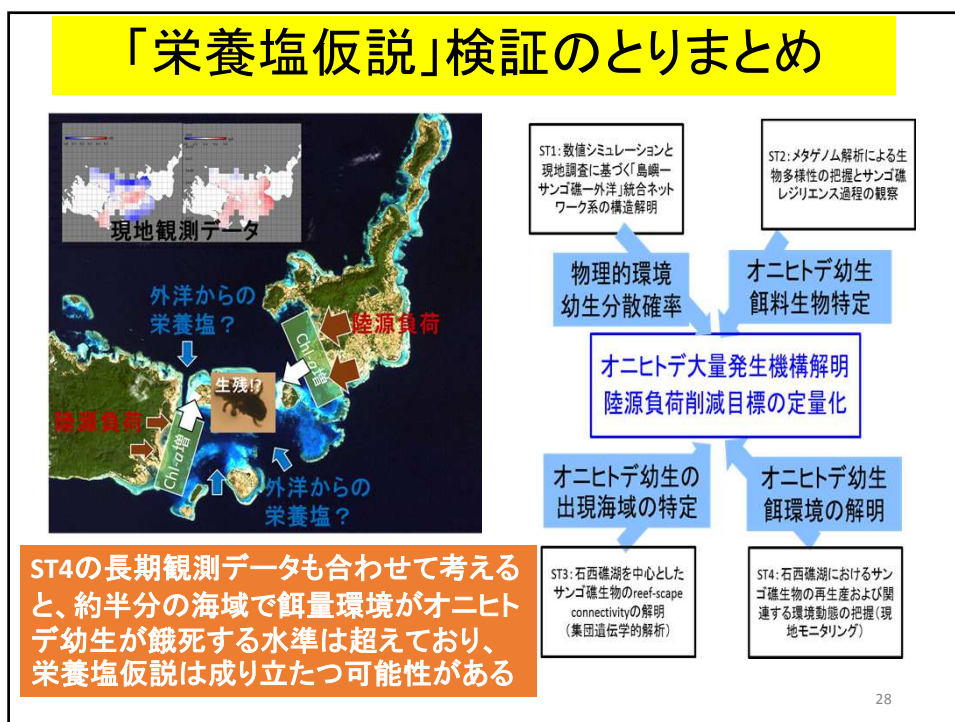 「栄養塩仮説」検証のとりまとめ
現地観測データ
外洋からの
栄養塩？
陸源負荷
Chl-a増
生残!?
陸源負荷
Chl-a増
外洋からの
栄養塩？
ST4の長期観測データも合わせて考える
と、約半分の海域で餌量環境がオニヒト
デ幼生が餓死する水準は超えており、
栄養塩仮説は成り立たつ可能性がある
ST1：数値シミュレーションと
現地調査に基づく「島嶼ー
サンゴ礁ー外洋」統合ネット
ワーク系の構造解明
ST2：メタゲノム解析による生
物多様性の把握とサンゴ礁
レジリエンス過程の観察
物理的環境
幼生分散確率
オニヒトデ幼生
餌料生物特定
オニヒトデ大量発生機構解明
陸源負荷削減目標の定量化
オニヒトデ幼生の
出現海域の特定
オニヒトデ幼生
餌環境の解明
ST3：石西礁湖を中心とした
サンゴ礁生物のreef-scape
connectivityの解明
（集団遺伝学的解析）
ST4：石西礁湖におけるサン
ゴ礁生物の再生産および関
連する環境動態の把握（現
地モニタリング）
28